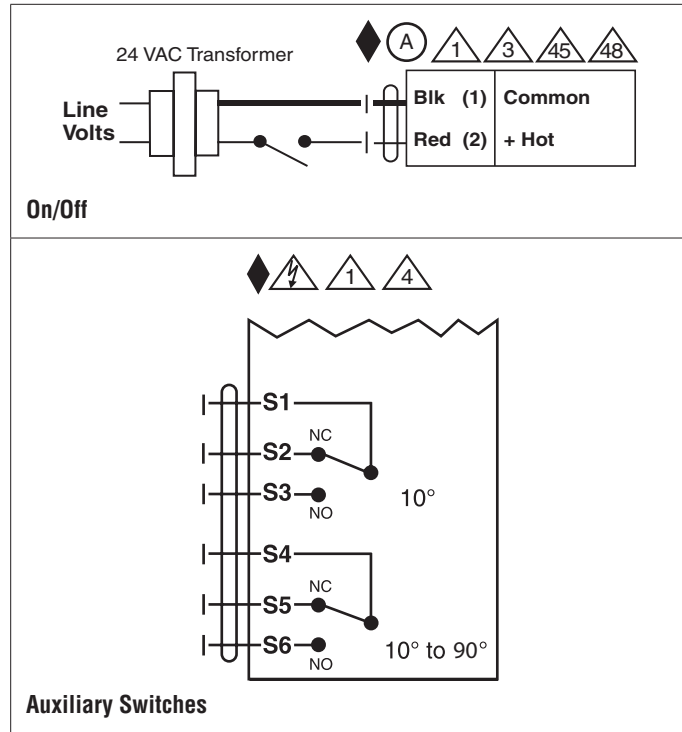 A 1 3 45 48
24 VAC Transformer
Line Volts
Blk (1) Common
Red (2) + Hot
On/Off
1 4
S1
NC
S2
S3
NO
10°
S4
NC
S5
S6
NO
10° to 90°
Auxiliary Switches